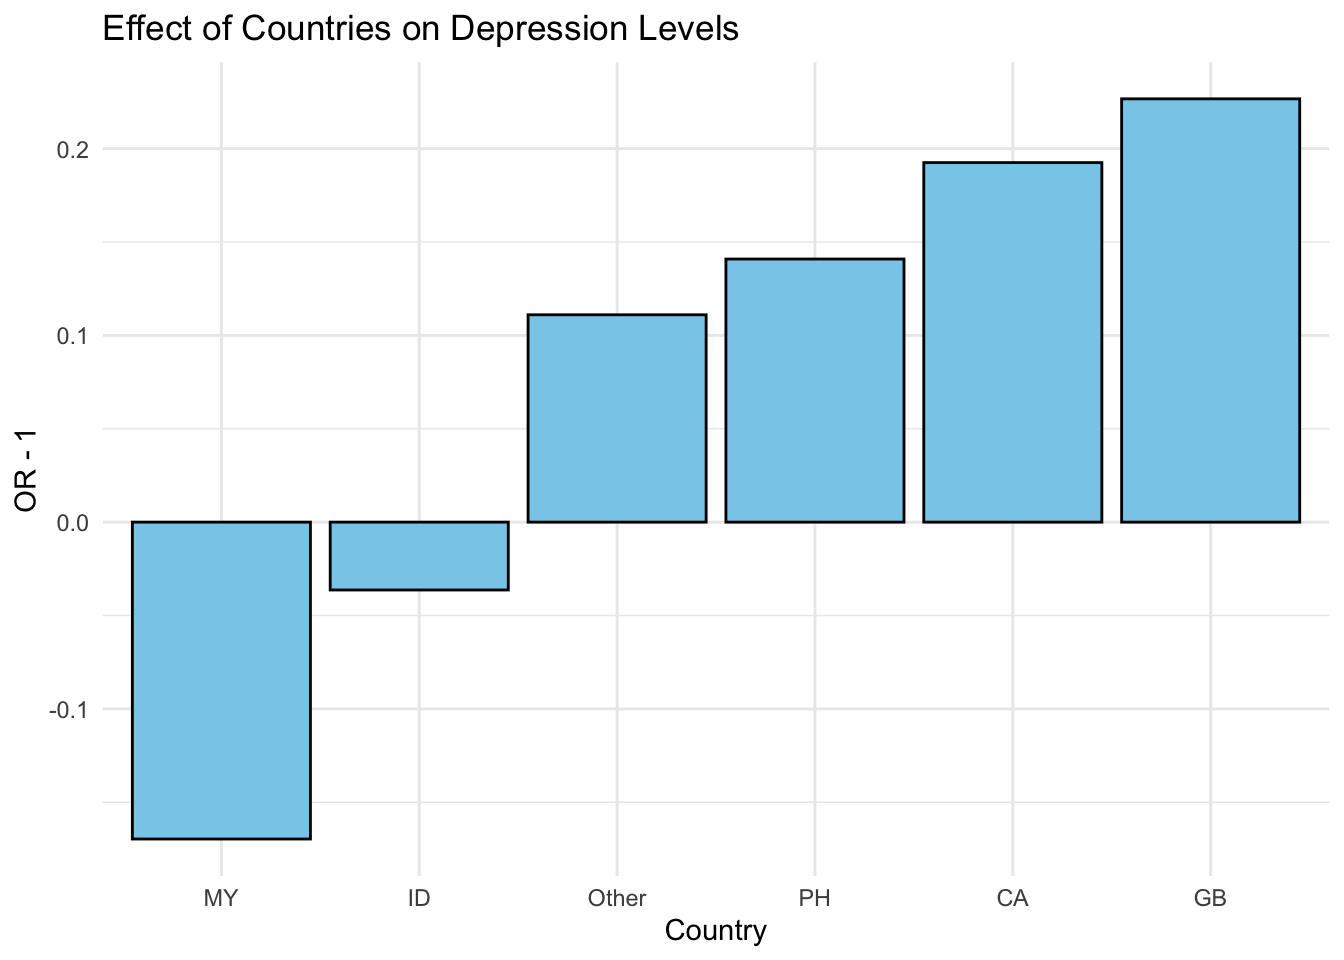 Effect of Countries on Depression Levels
OR - 1
0.2
0.1
0.0
-0.1
MY ID Other PH CA GB
Country